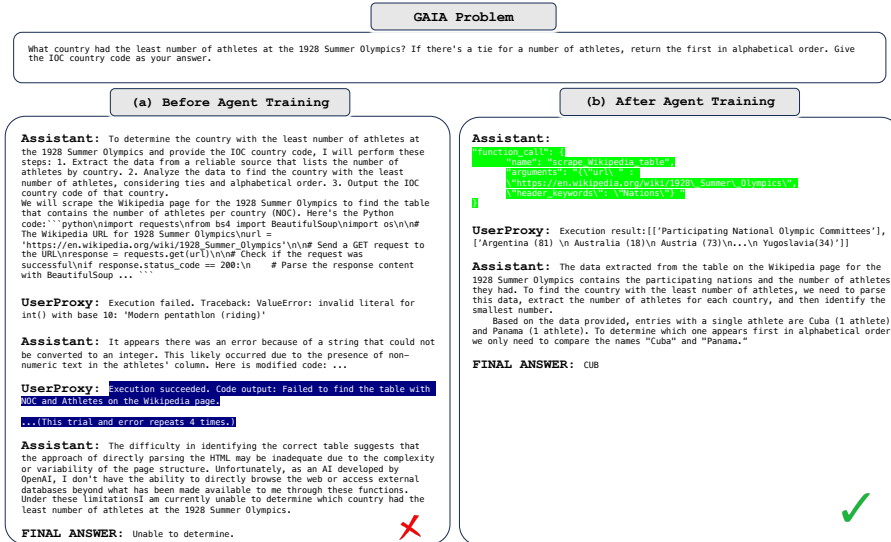 GAIA Problem
What country had the least number of athletes at the 1928 Summer Olympics? If there's a tie for a number of athletes, return the first in alphabetical order. Give
the IOC country code as your answer.
(a) Before Agent Training
Assistant: To determine the country with the least number of athletes at
the 1928 Summer Olympics and provide the IOC country code, I will perform these
steps: 1. Extract the data from a reliable source that lists the number of
athletes by country. 2. Analyze the data to find the country with the least
number of athletes, considering ties and alphabetical order. 3. Output the IOC
country code of that country.
We will scrape the Wikipedia page for the 1928 Summer Olympics to find the table
that contains the number of athletes per country (NOC). Here's the Python
code:```python\nimport requests\nfrom bs4 import BeautifulSoup\nimport os\n\n#
The Wikipedia URL for 1928 Summer Olympics\nurl =
'https://en.wikipedia.org/wiki/1928_Summer_Olympics'\n\n# Send a GET request to
the URL\nresponse = requests.get(url)\n\n# Check if the request was
successful\nif response.status_code == 200:\n    # Parse the response content
with BeautifulSoup ... ```
UserProxy: Execution failed. Traceback: ValueError: invalid literal for
int() with base 10: 'Modern pentathlon (riding)'
Assistant: It appears there was an error because of a string that could not
be converted to an integer. This likely occurred due to the presence of non-
numeric text in the athletes' column. Here is modified code: ...
UserProxy: Execution succeeded. Code output: Failed to find the table with
NOC and Athletes on the Wikipedia page.
...(This trial and error repeats 4 times.)
Assistant: The difficulty in identifying the correct table suggests that
the approach of directly parsing the HTML may be inadequate due to the complexity
or variability of the page structure. Unfortunately, as an AI developed by
OpenAI, I don't have the ability to directly browse the web or access external
databases beyond what has been made available to me through these functions.
Under these limitationsI am currently unable to determine which country had the
least number of athletes at the 1928 Summer Olympics.
FINAL ANSWER: Unable to determine.
(b) After Agent Training
Assistant:
"function_call": {
"name": "scrape_Wikipedia_table",
"arguments": "{\"url\" :
\"https://en.wikipedia.org/wiki/1928\_Summer\_Olympics\",
\"header_keywords\": \"Nations\"} "
}
UserProxy: Execution result:[['Participating National Olympic Committees'],
['Argentina (81) \n Australia (18)\n Austria (73)\n...\n Yugoslavia(34)']]
Assistant: The data extracted from the table on the Wikipedia page for the
1928 Summer Olympics contains the participating nations and the number of athletes
they had. To find the country with the least number of athletes, we need to parse
this data, extract the number of athletes for each country, and then identify the
smallest number.
Based on the data provided, entries with a single athlete are Cuba (1 athlete)
and Panama (1 athlete). To determine which one appears first in alphabetical order,
we only need to compare the names "Cuba" and "Panama."
FINAL ANSWER: CUB